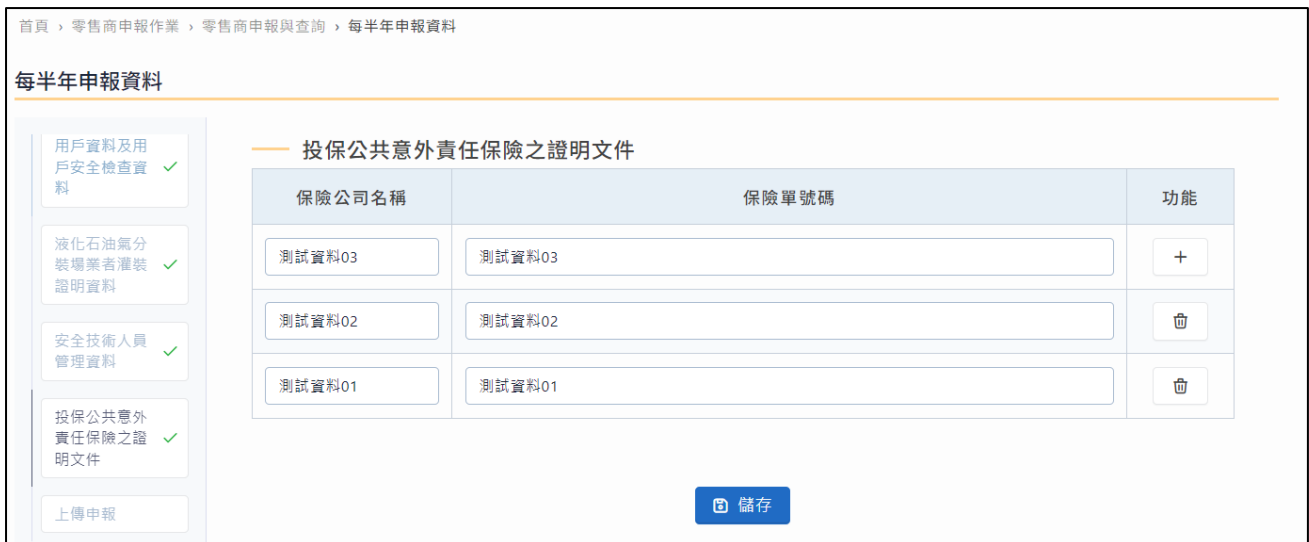 首頁 › 零售商申報作業 › 零售商申報與查詢 › 每半年申報資料
每半年申報資料
用戶資料及用
戶安全檢查資
料
液化石油氣分
裝場業者灌裝
證明資料
安全技術人員
管理資料
投保公共意外
責任保險之證
明文件
上傳申報
投保公共意外責任保險之證明文件
保險公司名稱 保險單號碼 功能
測試資料03 測試資料03 +
測試資料02 測試資料02
測試資料01 測試資料01
儲存